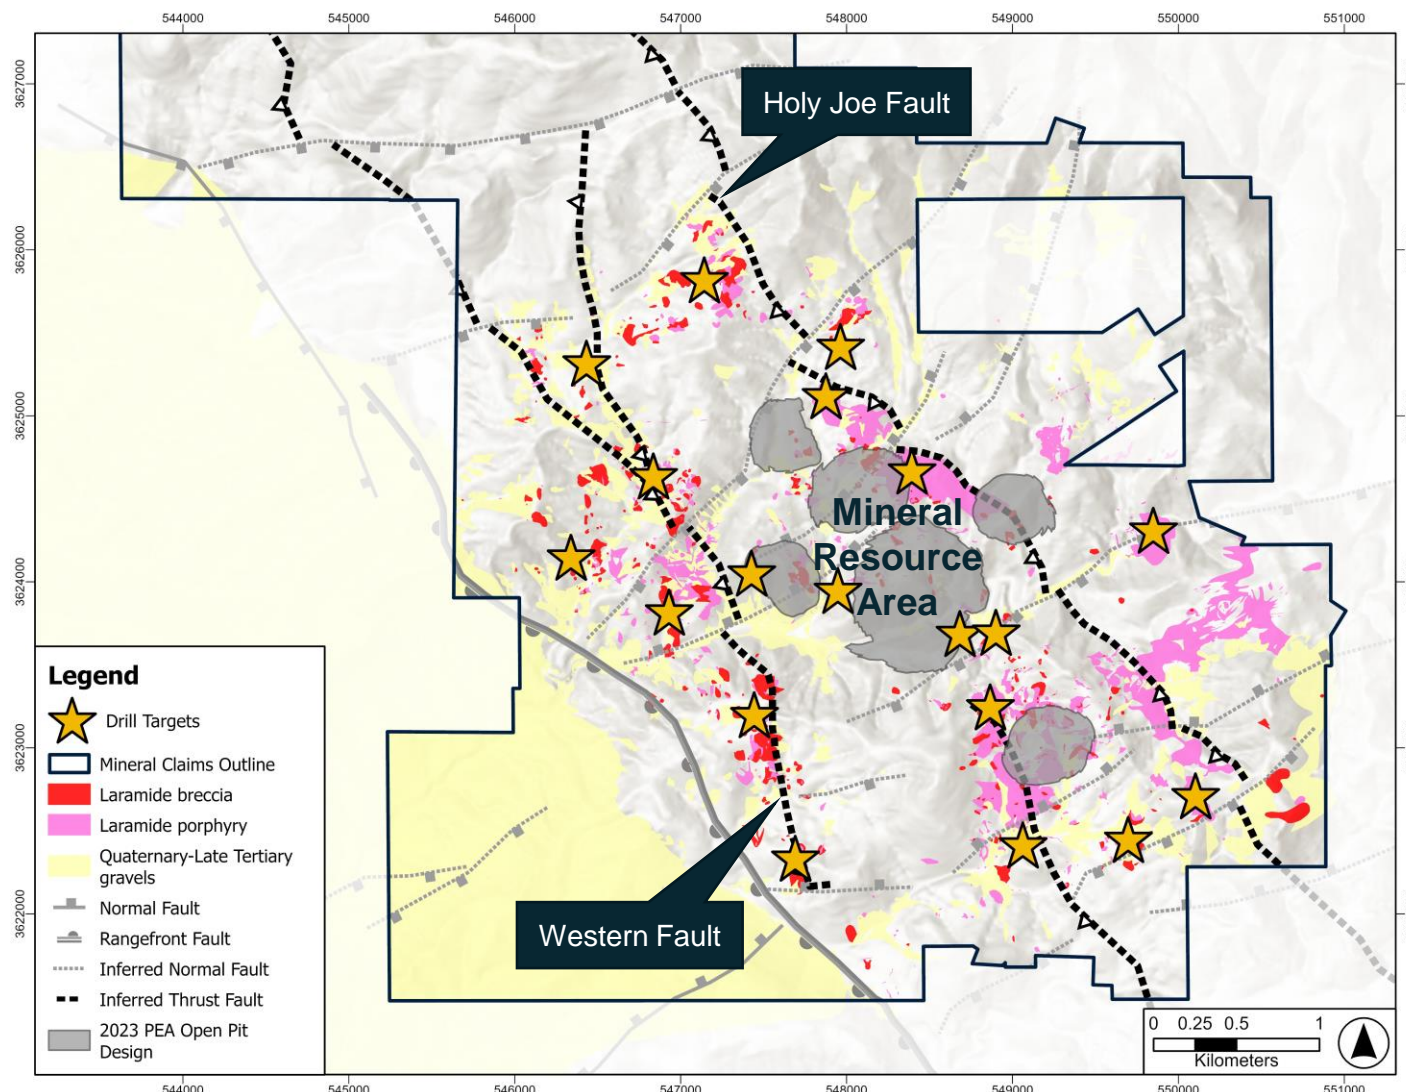 544000
545000
546000
547000
548000
549000
550000
551000
3627000
3626000
3625000
3624000
3623000
3622000
Holy Joe Fault
Mineral
Resource
Area
Western Fault
Legend
Drill Targets
Mineral Claims Outline
Laramide breccia
Laramide porphyry
Quaternary-Late Tertiary
gravels
Normal Fault
Rangefront Fault
Inferred Normal Fault
Inferred Thrust Fault
2023 PEA Open Pit
Design
0 0.25 0.5 1
Kilometers
544000
545000
546000
547000
548000
549000
550000
551000